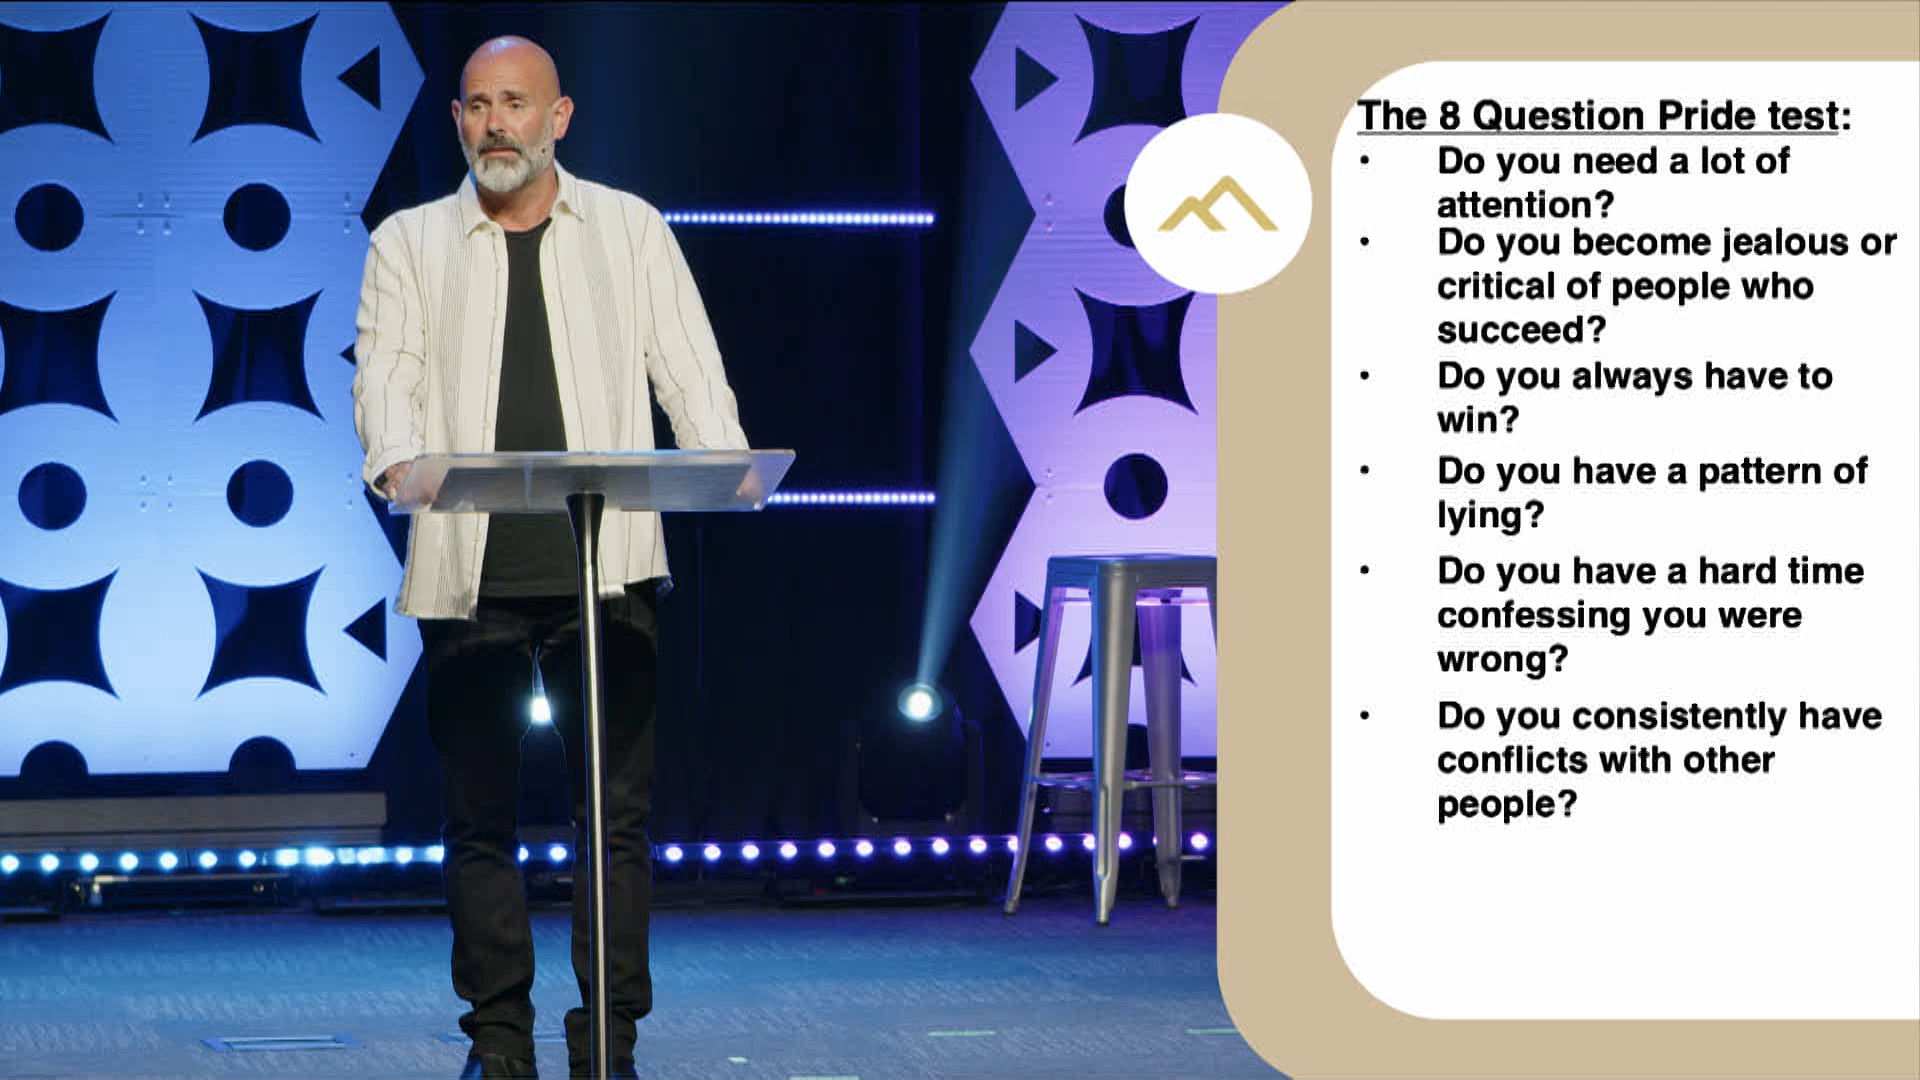 The 8 Question Pride test:
• Do you need a lot of
attention?
• Do you become jealous or
critical of people who
succeed?
• Do you always have to
win?
• Do you have a pattern of
lying?
• Do you have a hard time
confessing you were
wrong?
• Do you consistently have
conflicts with other
people?